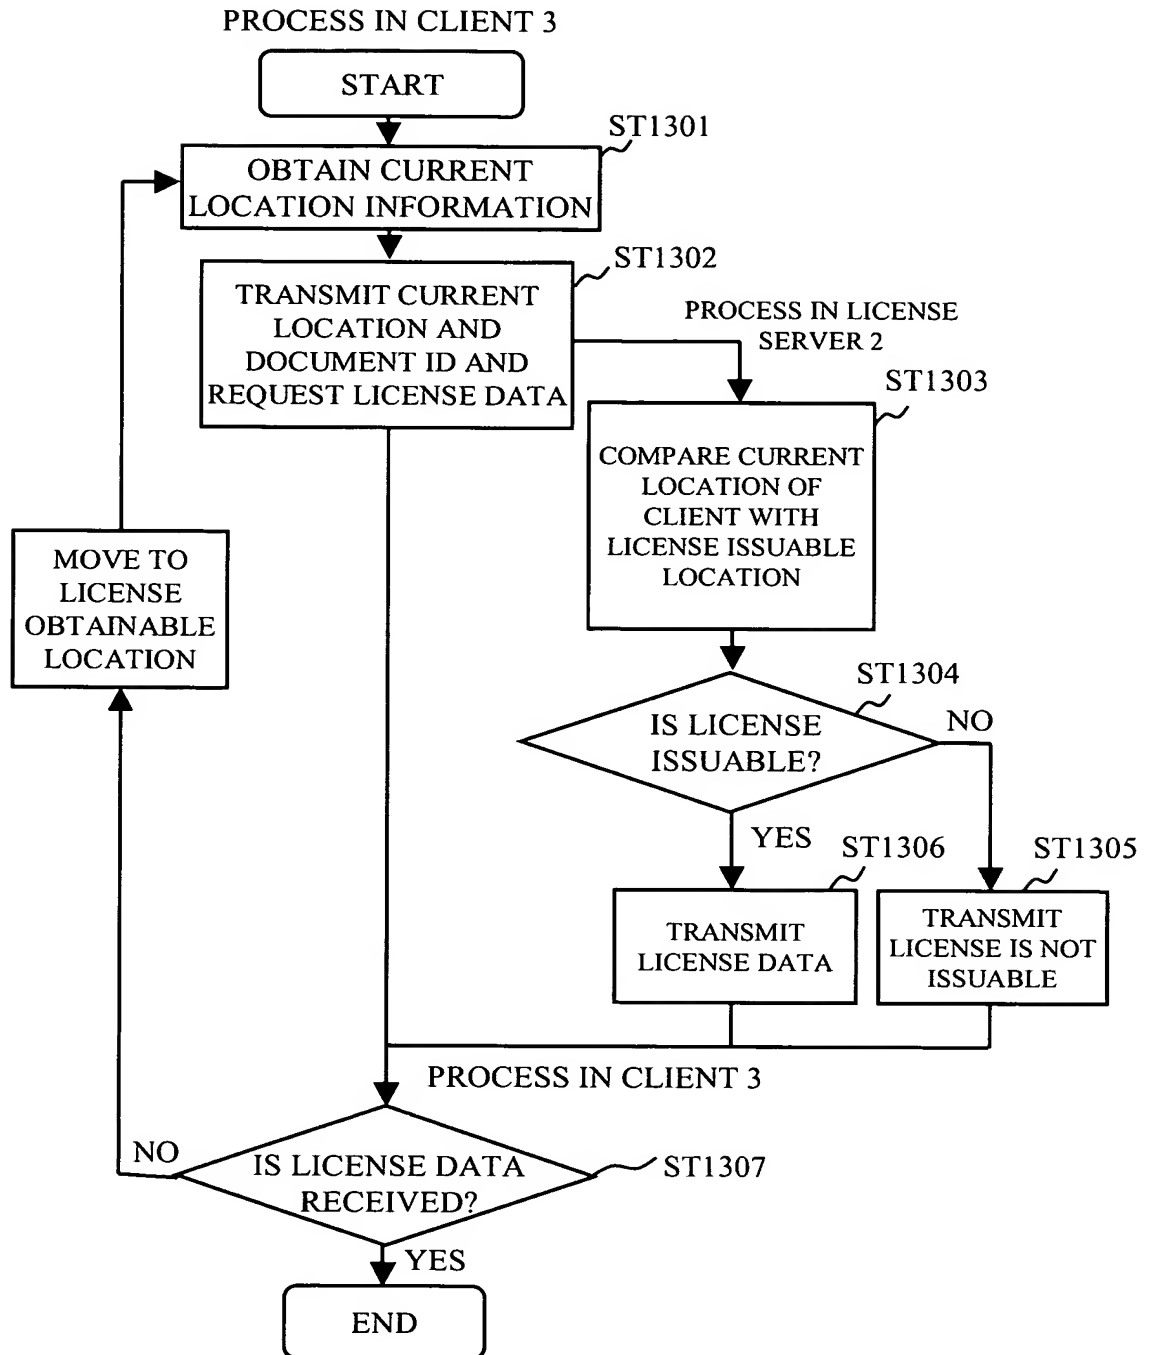 PROCESS IN CLIENT 3
START
ST1301
OBTAIN CURRENT
LOCATION INFORMATION
ST1302
TRANSMIT CURRENT
LOCATION AND
DOCUMENT ID AND
REQUEST LICENSE DATA
PROCESS IN LICENSE
SERVER 2
ST1303
COMPARE CURRENT
LOCATION OF
CLIENT WITH
LICENSE ISSUABLE
LOCATION
MOVE TO
LICENSE
OBTAINABLE
LOCATION
ST1304
IS LICENSE
ISSUABLE?
NO
YES
ST1306
ST1305
TRANSMIT
LICENSE DATA
TRANSMIT
LICENSE IS NOT
ISSUABLE
PROCESS IN CLIENT 3
NO
IS LICENSE DATA
RECEIVED?
ST1307
YES
END